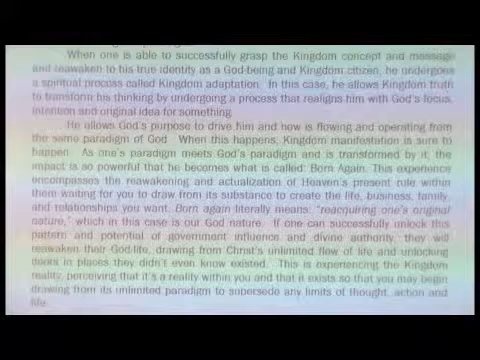 When one is able to successfully grasp the Kingdom concept and message
and reawaken to his true identity as a God-being and Kingdom citizen, he undergoes
a spiritual process called Kingdom adaptation. In this case, he allows Kingdom truth
to transform his thinking by undergoing a process that realigns him with God's focus,
intention and original idea for something.
He allows God's purpose to drive him and now is flowing and operating from
the same paradigm of God. When this happens, Kingdom manifestation is sure to
happen. As one's paradigm meets God's paradigm and is transformed by it, the
impact is so powerful that he becomes what is called: Born Again. This experience
encompasses the reawakening and actualization of Heaven's present rule within
them waiting for you to draw from its substance to create the life, business, family,
and relationships you want. Born again literally means: "reacquiring one's original
nature," which in this case is our God nature. If one can successfully unlock this
pattern and potential of government influence and divine authority, they will
reawaken their God-life, drawing from Christ's unlimited flow of life and unlocking
doors in places they didn't even know existed. This is experiencing the Kingdom
reality, perceiving that it's a reality within you and that it exists so that you may begin
drawing from its unlimited paradigm to supersede any limits of thought, action and
life.